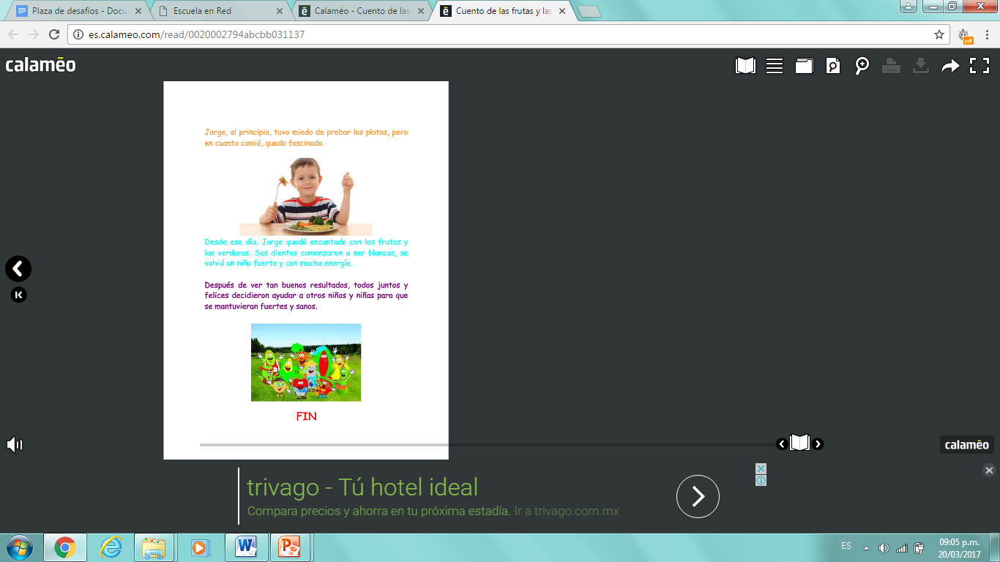 Plaza de desafíos - Docu
Escuela en Red
Calaméo - Cuento de las
Cuento de las frutas y las
es.calameo.com/read/0020002794abcbb031137
off
calamēo
Jorge, al principio, tuvo miedo de probar los platos, pero
en cuanto comió, quedo fascinado.
Desde ese día, Jorge quedó encantado con las frutas y
las verduras. Sus dientes comenzaron a ser blancos, se
volvió un niño fuerte y con mucha energía.
Después de ver tan buenos resultados, todos juntos y
felices decidieron ayudar a otros niños y niñas para que
se mantuvieran fuertes y sanos.
FIN
calamēo
trivago - Tú hotel ideal
Compara precios y ahorra en tu próxima estadía. Ir a trivago.com.mx
ES
09:05 p.m.
20/03/2017